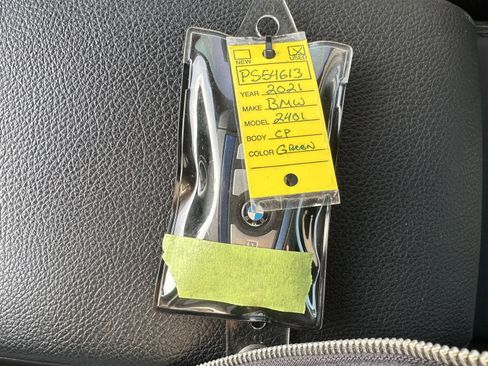 NEW USED
PS54613
YEAR 2021
MAKE BMW
MODEL 240i
BODY CP
COLOR Green